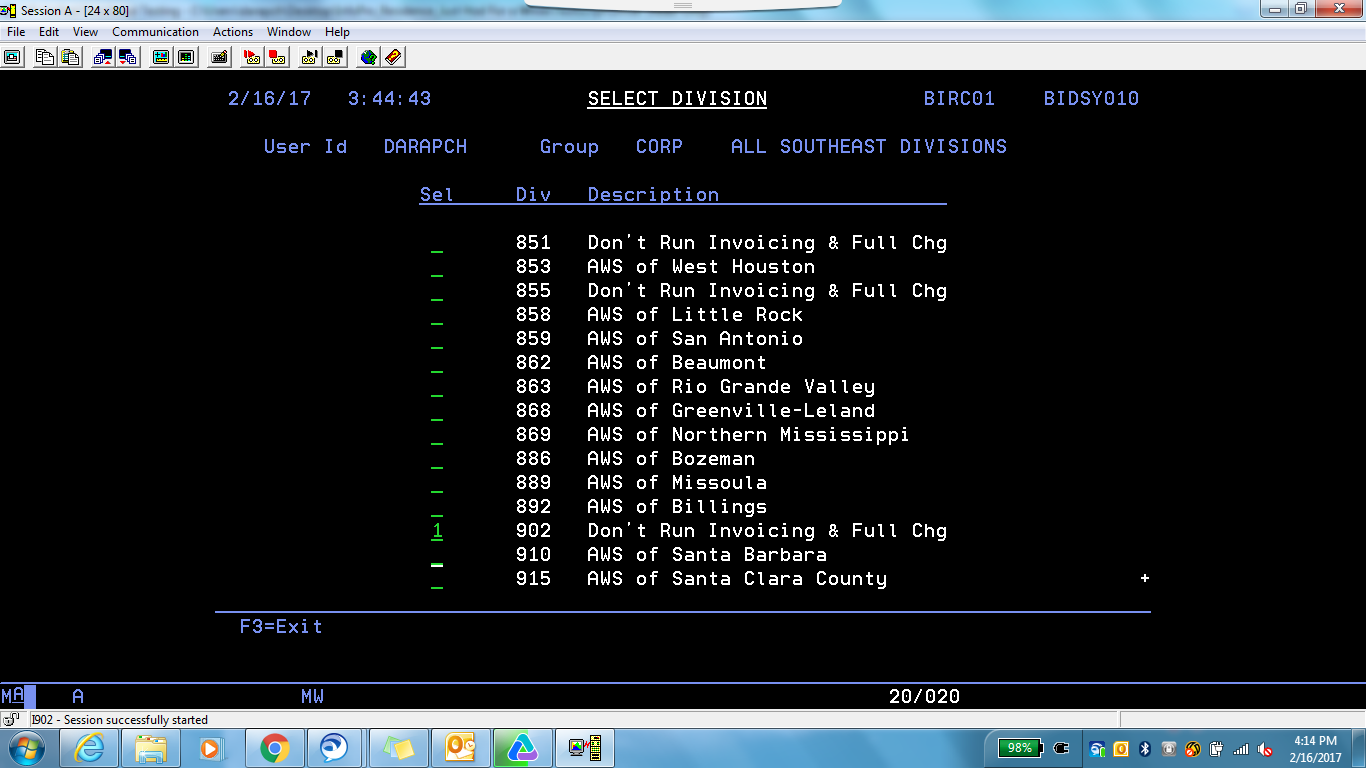 Session A - [24 x 80]
File Edit View Communication Actions Window Help
2/16/17 3:44:43 SELECT DIVISION BIRC01 BIDSY010
User Id DARAPCH Group CORP ALL SOUTHEAST DIVISIONS
Sel Div Description
_ 851 Don't Run Invoicing & Full Chg
_ 853 AWS of West Houston
_ 855 Don't Run Invoicing & Full Chg
_ 858 AWS of Little Rock
_ 859 AWS of San Antonio
_ 862 AWS of Beaumont
_ 863 AWS of Rio Grande Valley
_ 868 AWS of Greenville-Leland
_ 869 AWS of Northern Mississippi
_ 886 AWS of Bozeman
_ 889 AWS of Missoula
_ 892 AWS of Billings
1 902 Don't Run Invoicing & Full Chg
_ 910 AWS of Santa Barbara
_ 915 AWS of Santa Clara County +
F3=Exit
MA A MW 20/020
I902 - Session successfully started
98% 4:14 PM
2/16/2017